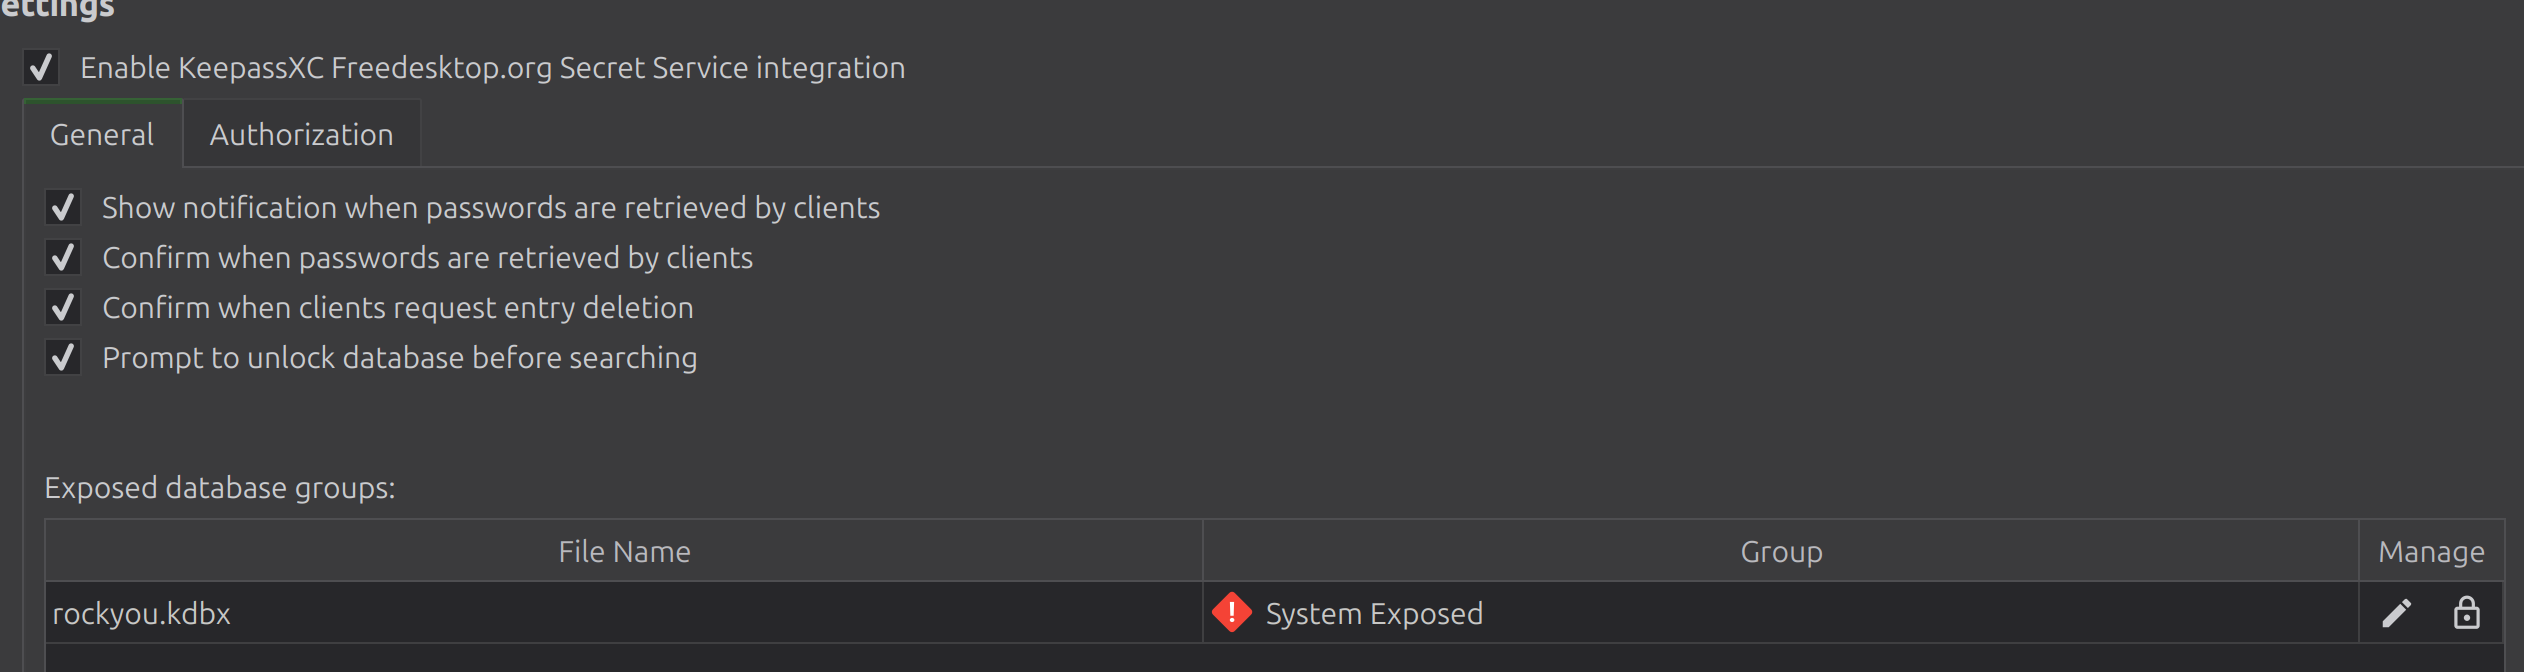 ettings
Enable KeepassXC Freedesktop.org Secret Service integration
General Authorization
Show notification when passwords are retrieved by clients
Confirm when passwords are retrieved by clients
Confirm when clients request entry deletion
Prompt to unlock database before searching
Exposed database groups:
File Name Group Manage
rockyou.kdbx System Exposed